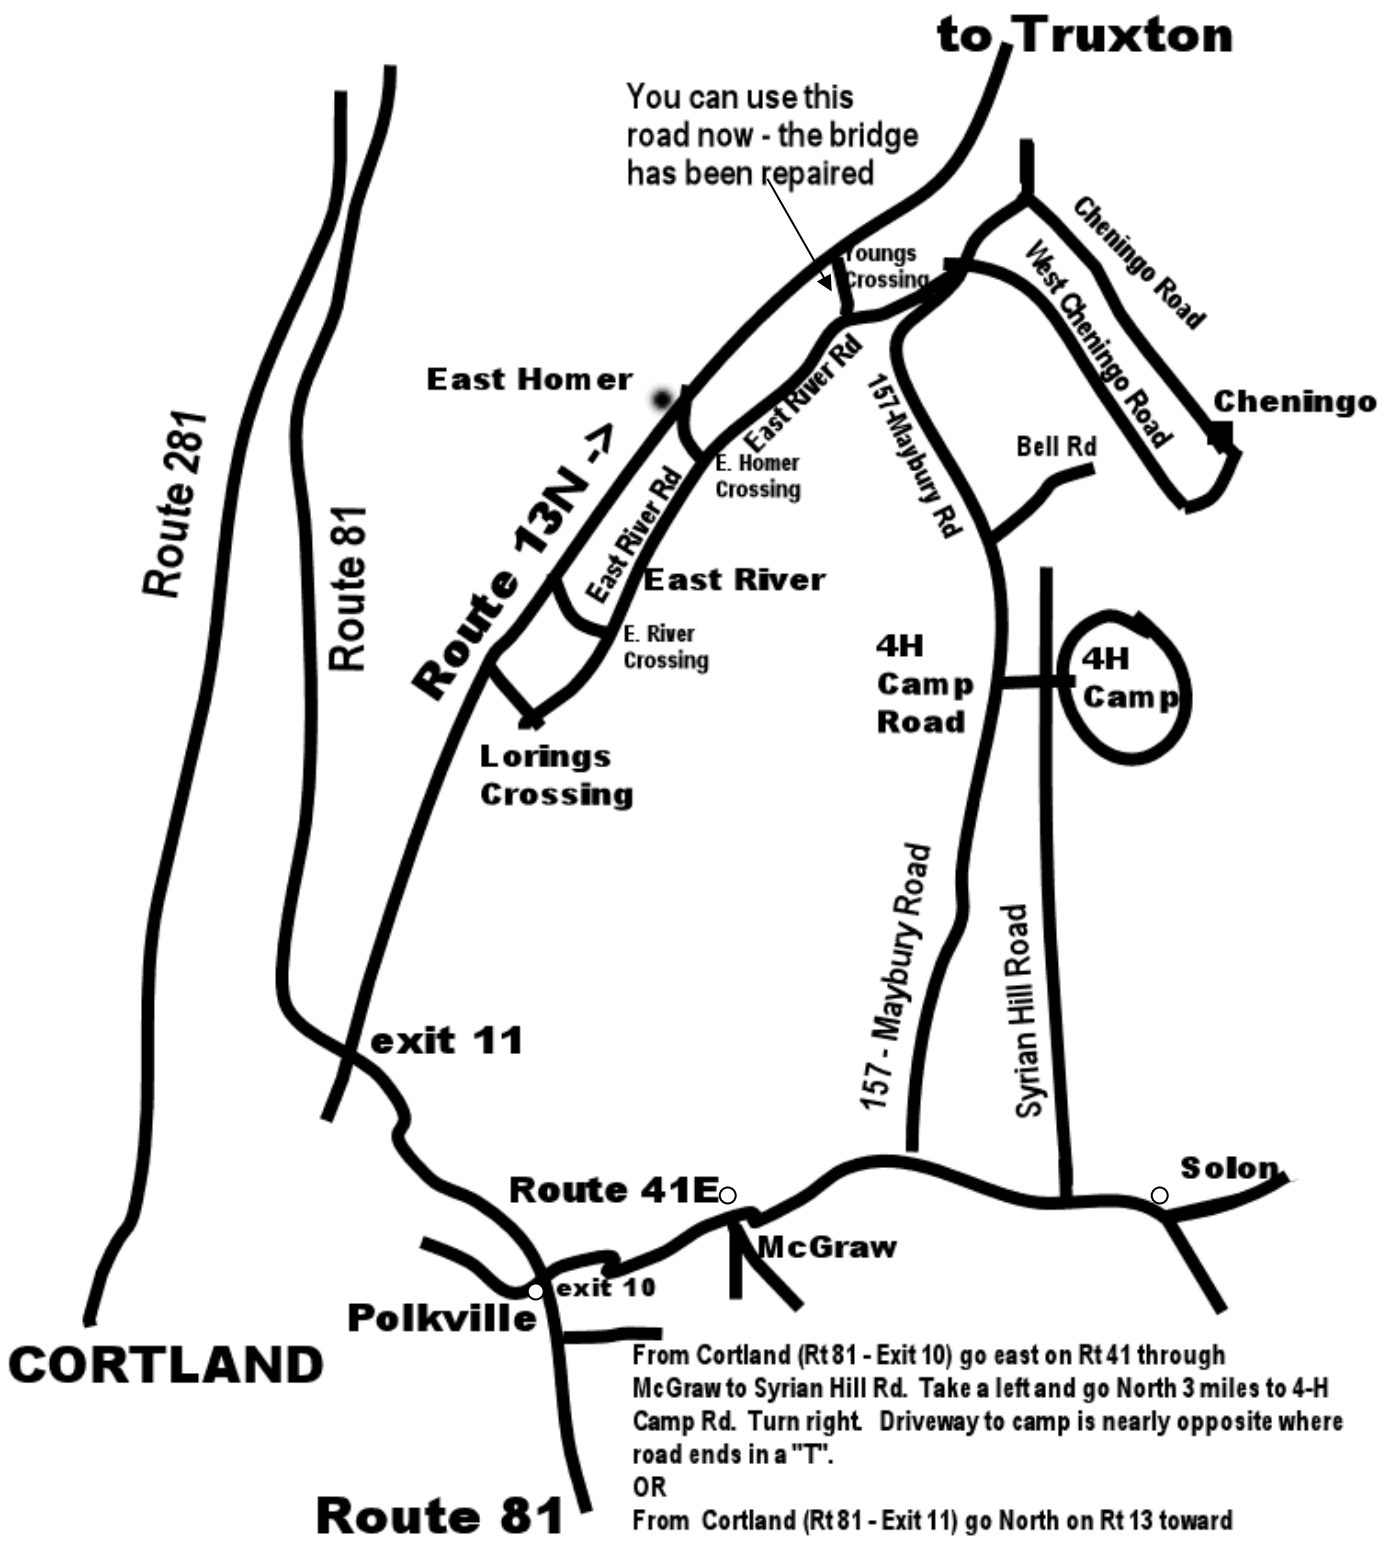 to Truxton
You can use this
road now - the bridge
has been repaired
Youngs
Crossing
Cheningo Road
West Cheningo Road
East Homer
East River Rd
157-Maybury Rd
Cheningo
Route 281
Bell Rd
E. Homer
Crossing
Route 13N ->
East River Rd
Route 81
East River
E. River
Crossing
4H
Camp
Road
4H
Camp
Lorings
Crossing
157 - Maybury Road
Syrian Hill Road
exit 11
Solon
Route 41E
McGraw
exit 10
Polkville
CORTLAND
From Cortland (Rt 81 - Exit 10) go east on Rt 41 through
McGraw to Syrian Hill Rd. Take a left and go North 3 miles to 4-H
Camp Rd. Turn right. Driveway to camp is nearly opposite where
road ends in a "T".
OR
From Cortland (Rt 81 - Exit 11) go North on Rt 13 toward
Route 81